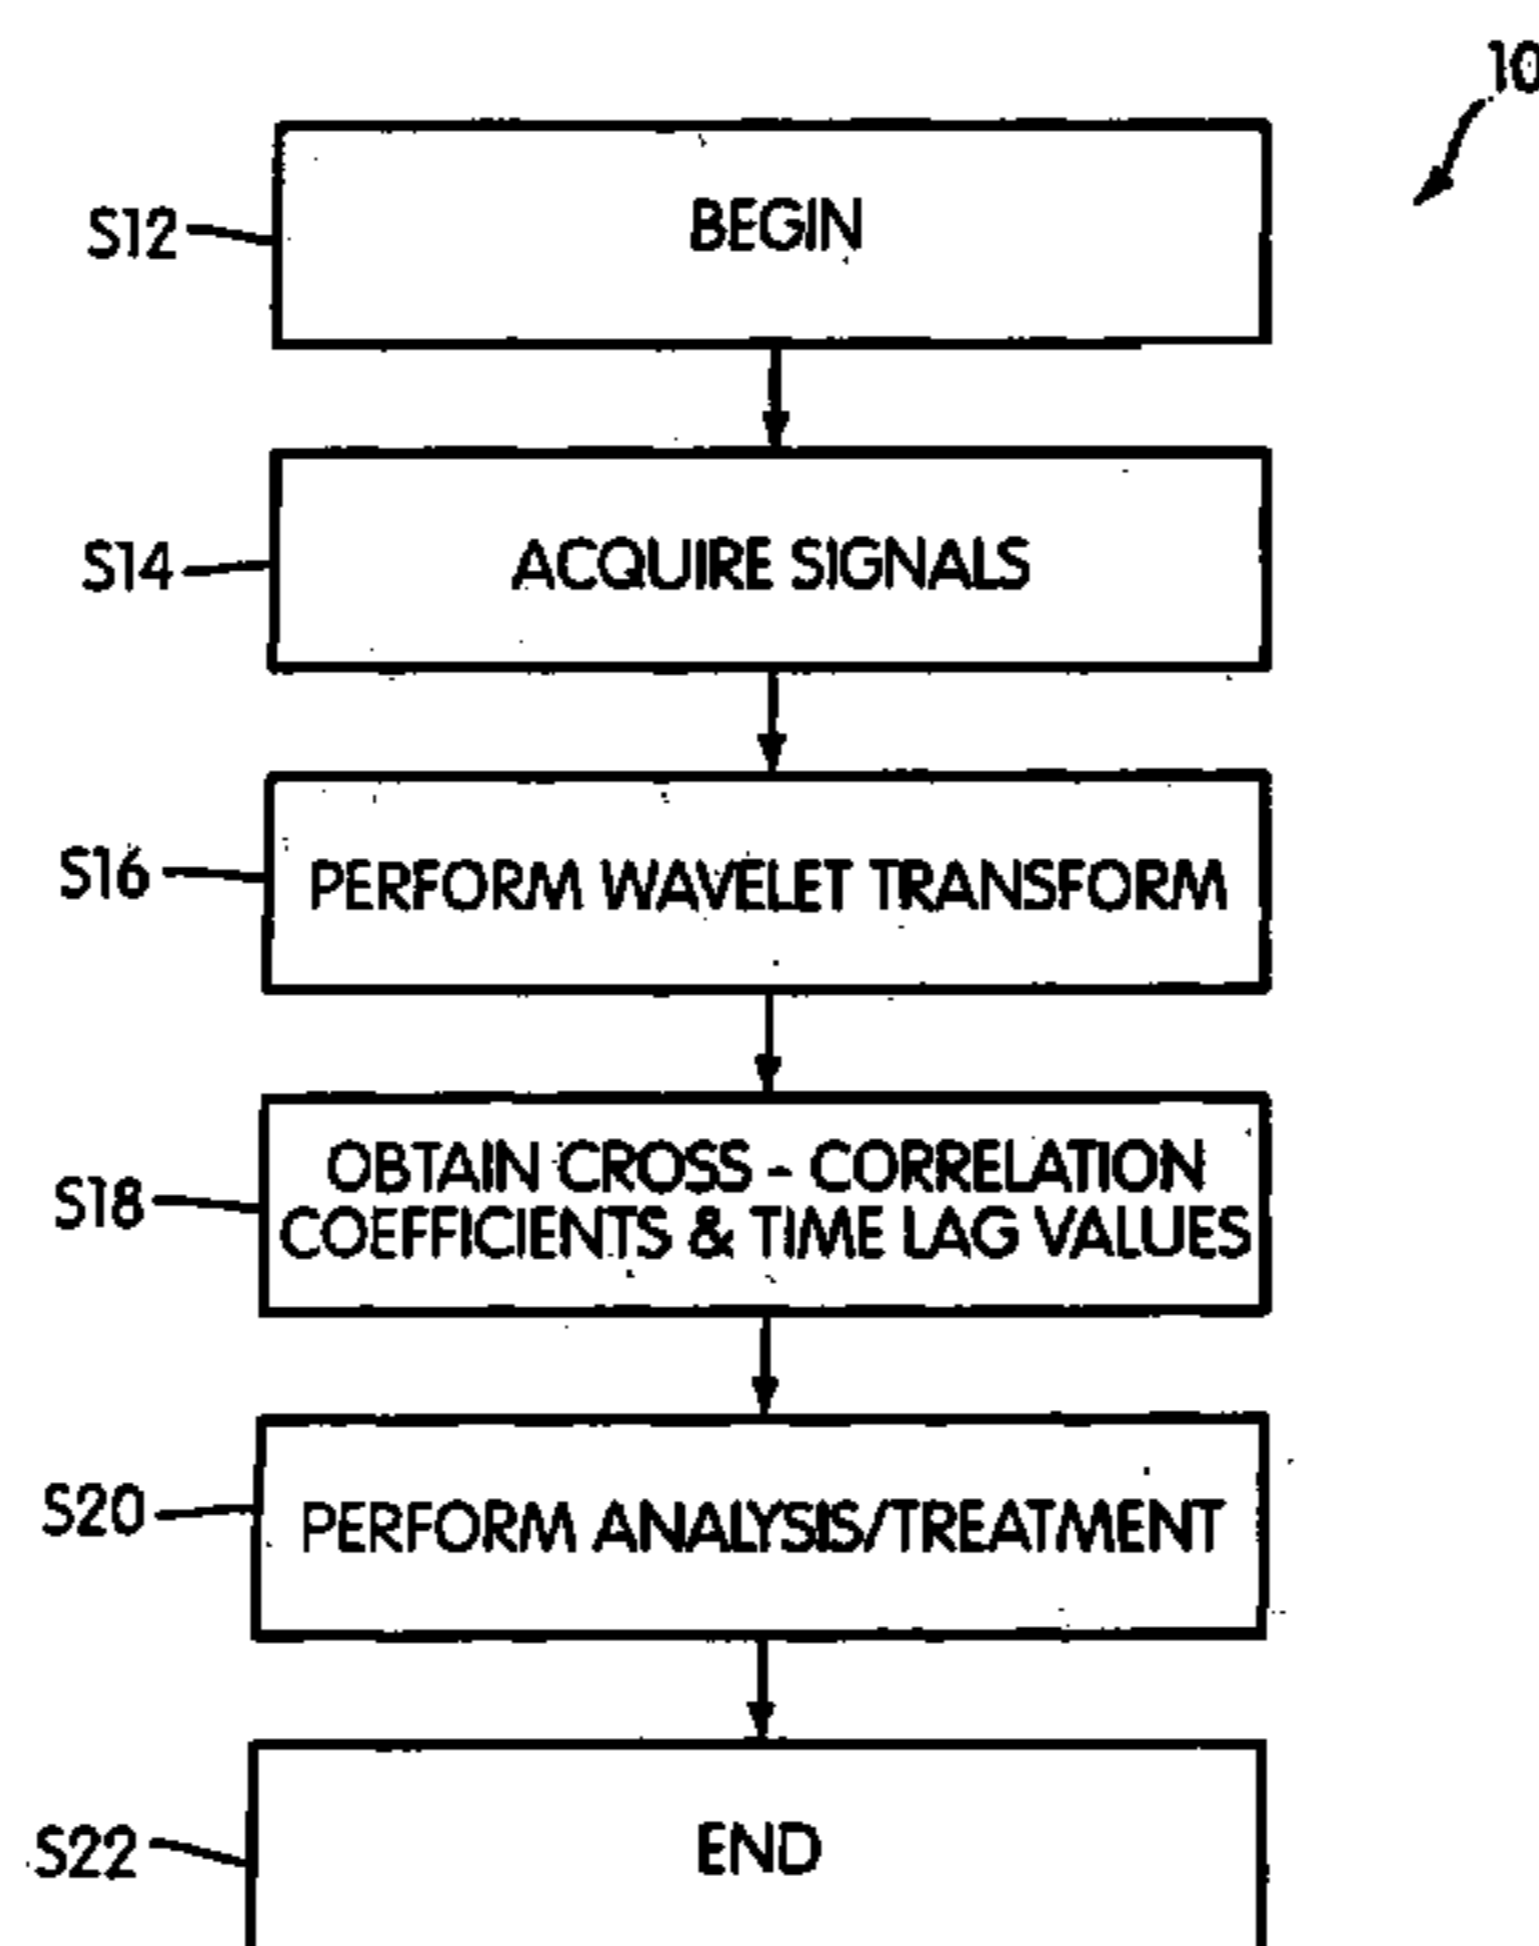 10
S12
BEGIN
S14
ACQUIRE SIGNALS
S16
PERFORM WAVELET TRANSFORM
S18
OBTAIN CROSS - CORRELATION
COEFFICIENTS & TIME LAG VALUES
S20
PERFORM ANALYSIS/TREATMENT
S22
END